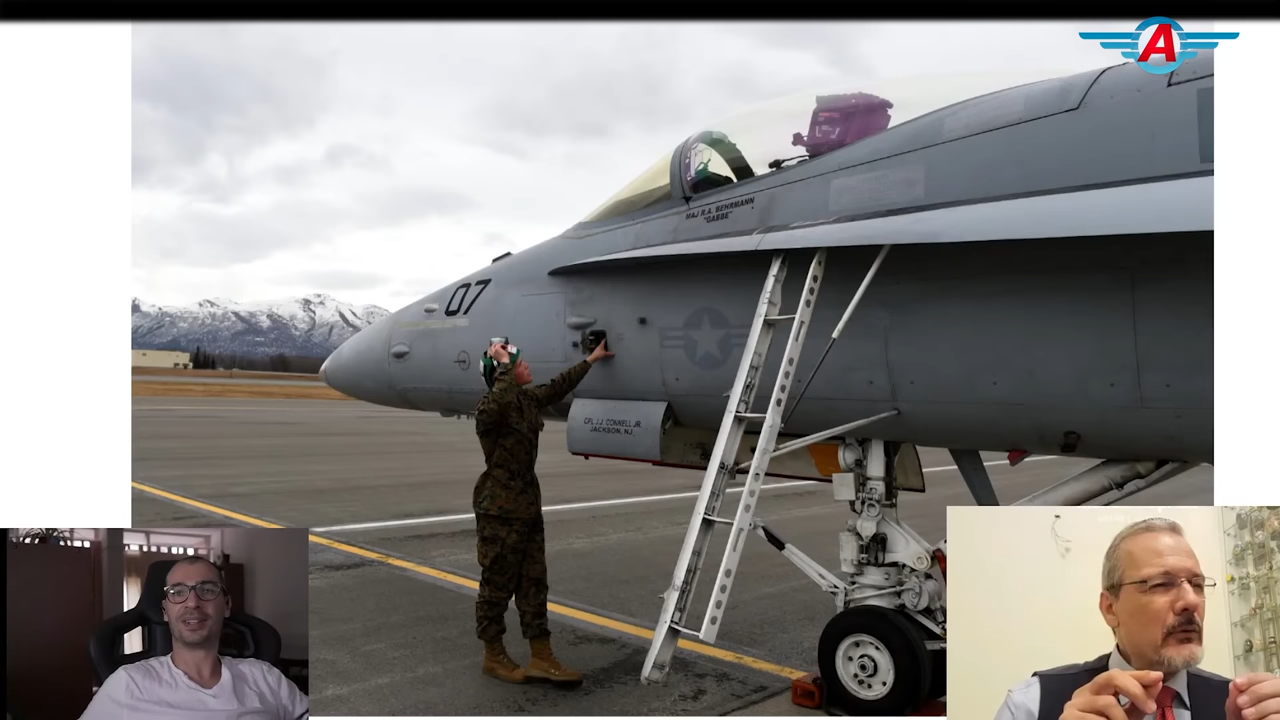 A
MAJ R.A. BEHRMANN
"GABBE"
07
CPL J.J. CONNELL JR.
JACKSON, NJ